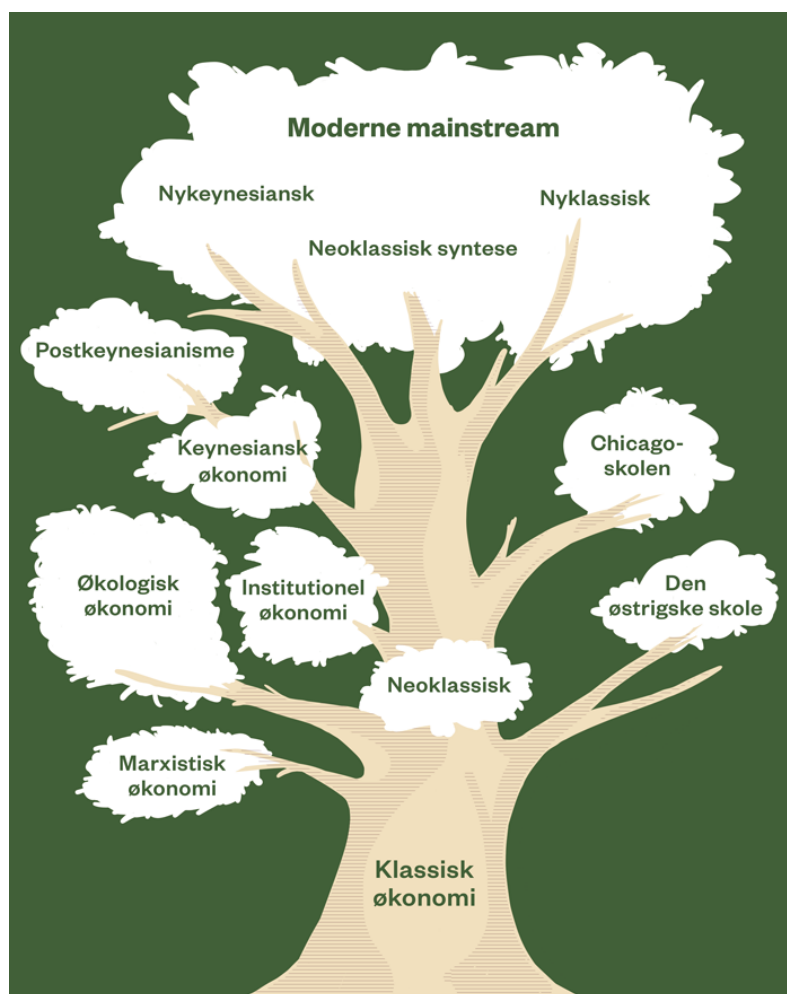 Moderne mainstream
Nykeynesiansk
Nyklassisk
Neoklassisk syntese
Postkeynesianisme
Keynesiansk
økonomi
Chicago-
skolen
Økologisk
økonomi
Institutionel
økonomi
Den
østrigske skole
Neoklassisk
Marxistisk
økonomi
Klassisk
økonomi